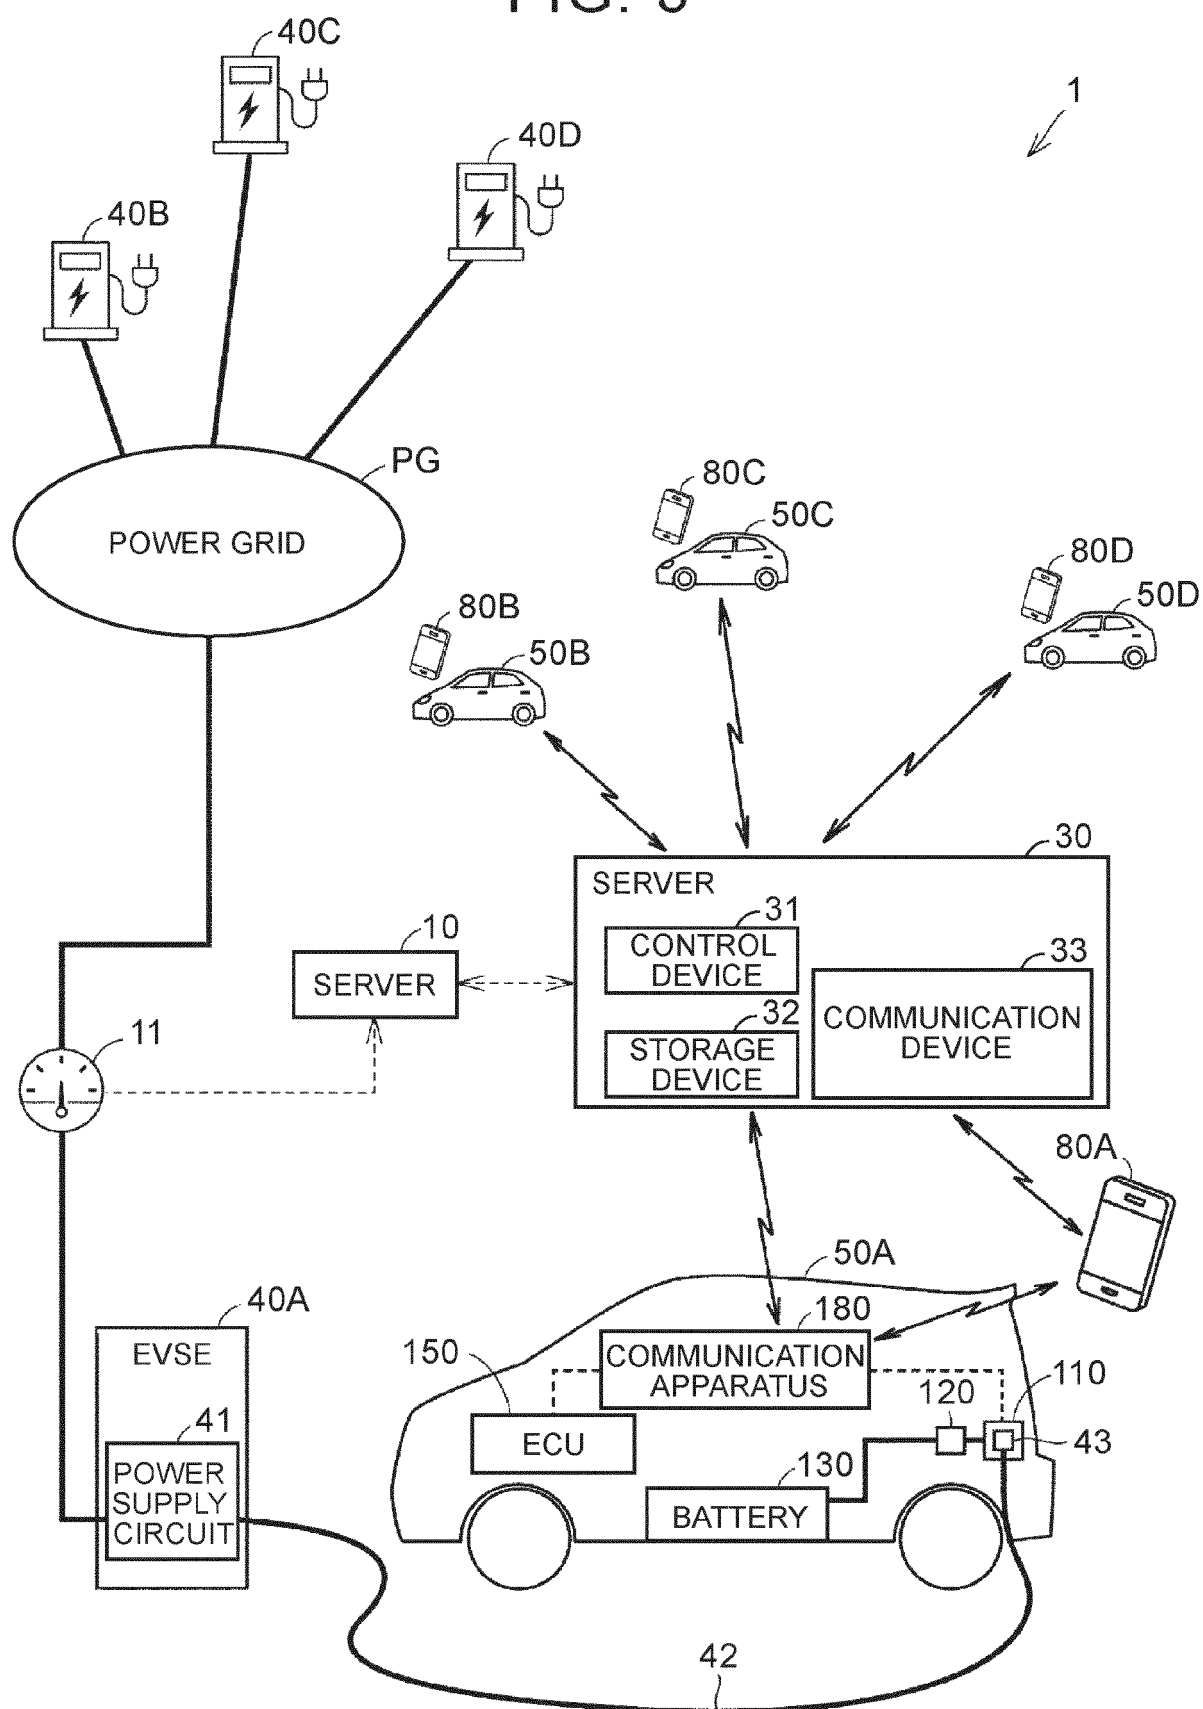 40C
1
40D
40B
PG
POWER GRID
80C
50C
80D
50D
80B
50B
30
SERVER
31
CONTROL
DEVICE
33
10
SERVER
32
STORAGE
DEVICE
COMMUNICATION
DEVICE
11
80A
50A
40A
EVSE
180
150
COMMUNICATION
APPARATUS
110
120
41
ECU
43
POWER
SUPPLY
CIRCUIT
130
BATTERY
42